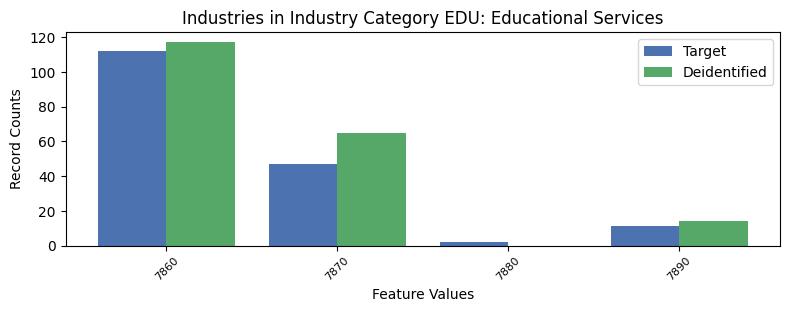 Industries in Industry Category EDU: Educational Services
Target
Deidentified
Record Counts
120
100
80
60
40
20
0
7860
7870
7880
7890
Feature Values